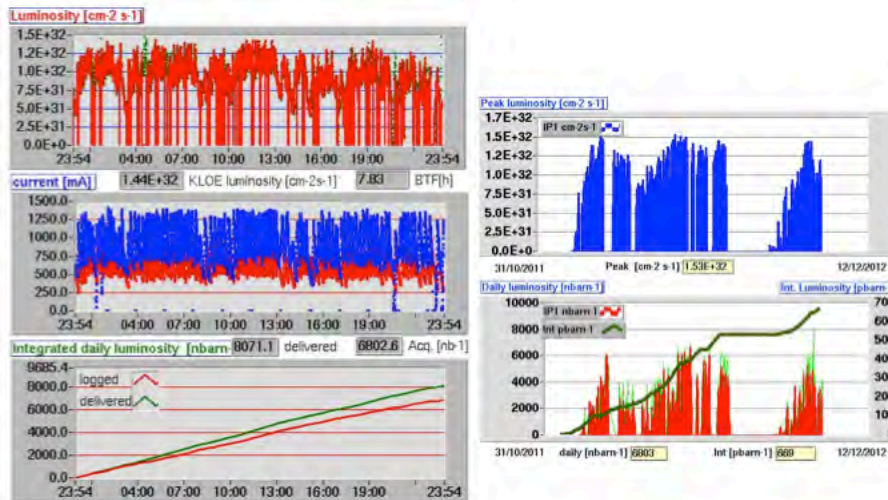 Luminosity [cm-2 s-1]
1.5E+32
1.2E+32
1.0E+32
7.5E+31
5.0E+31
2.5E+31
0.0E+0
23:54 04:00 07:00 10:00 13:00 16:00 19:00 23:54
current [mA] 1.44E+32 KLOE luminosity [cm-2s-1] 7.83 BTF[h]
1500.0
1250.0
1000.0
750.0
500.0
250.0
0.0
23:54 04:00 07:00 10:00 13:00 16:00 19:00 23:54
Integrated daily luminosity [nbarn 8071.1 delivered 6802.6 Acq. [nb-1]
9685.4
8000.0
6000.0
4000.0
2000.0
0.0
logged
delivered
23:54 04:00 07:00 10:00 13:00 16:00 19:00 23:54
Peak luminosity [cm-2 s-1]
1.7E+32
1.5E+32
1.2E+32
1.0E+32
7.5E+31
5.0E+31
2.5E+31
0.0E+0
IP1 cm-2s-1
31/10/2011 Peak [cm-2 s-1] 1.53E+32 12/12/2012
Daily luminosity [nbarn-1] Int. Luminosity [pbarn-
10000
8000
6000
4000
2000
0
IP1 nbarn-1
Int pbarn-1
31/10/2011 daily [nbarn-1] 6803 Int [pbarn-1] 669 12/12/2012